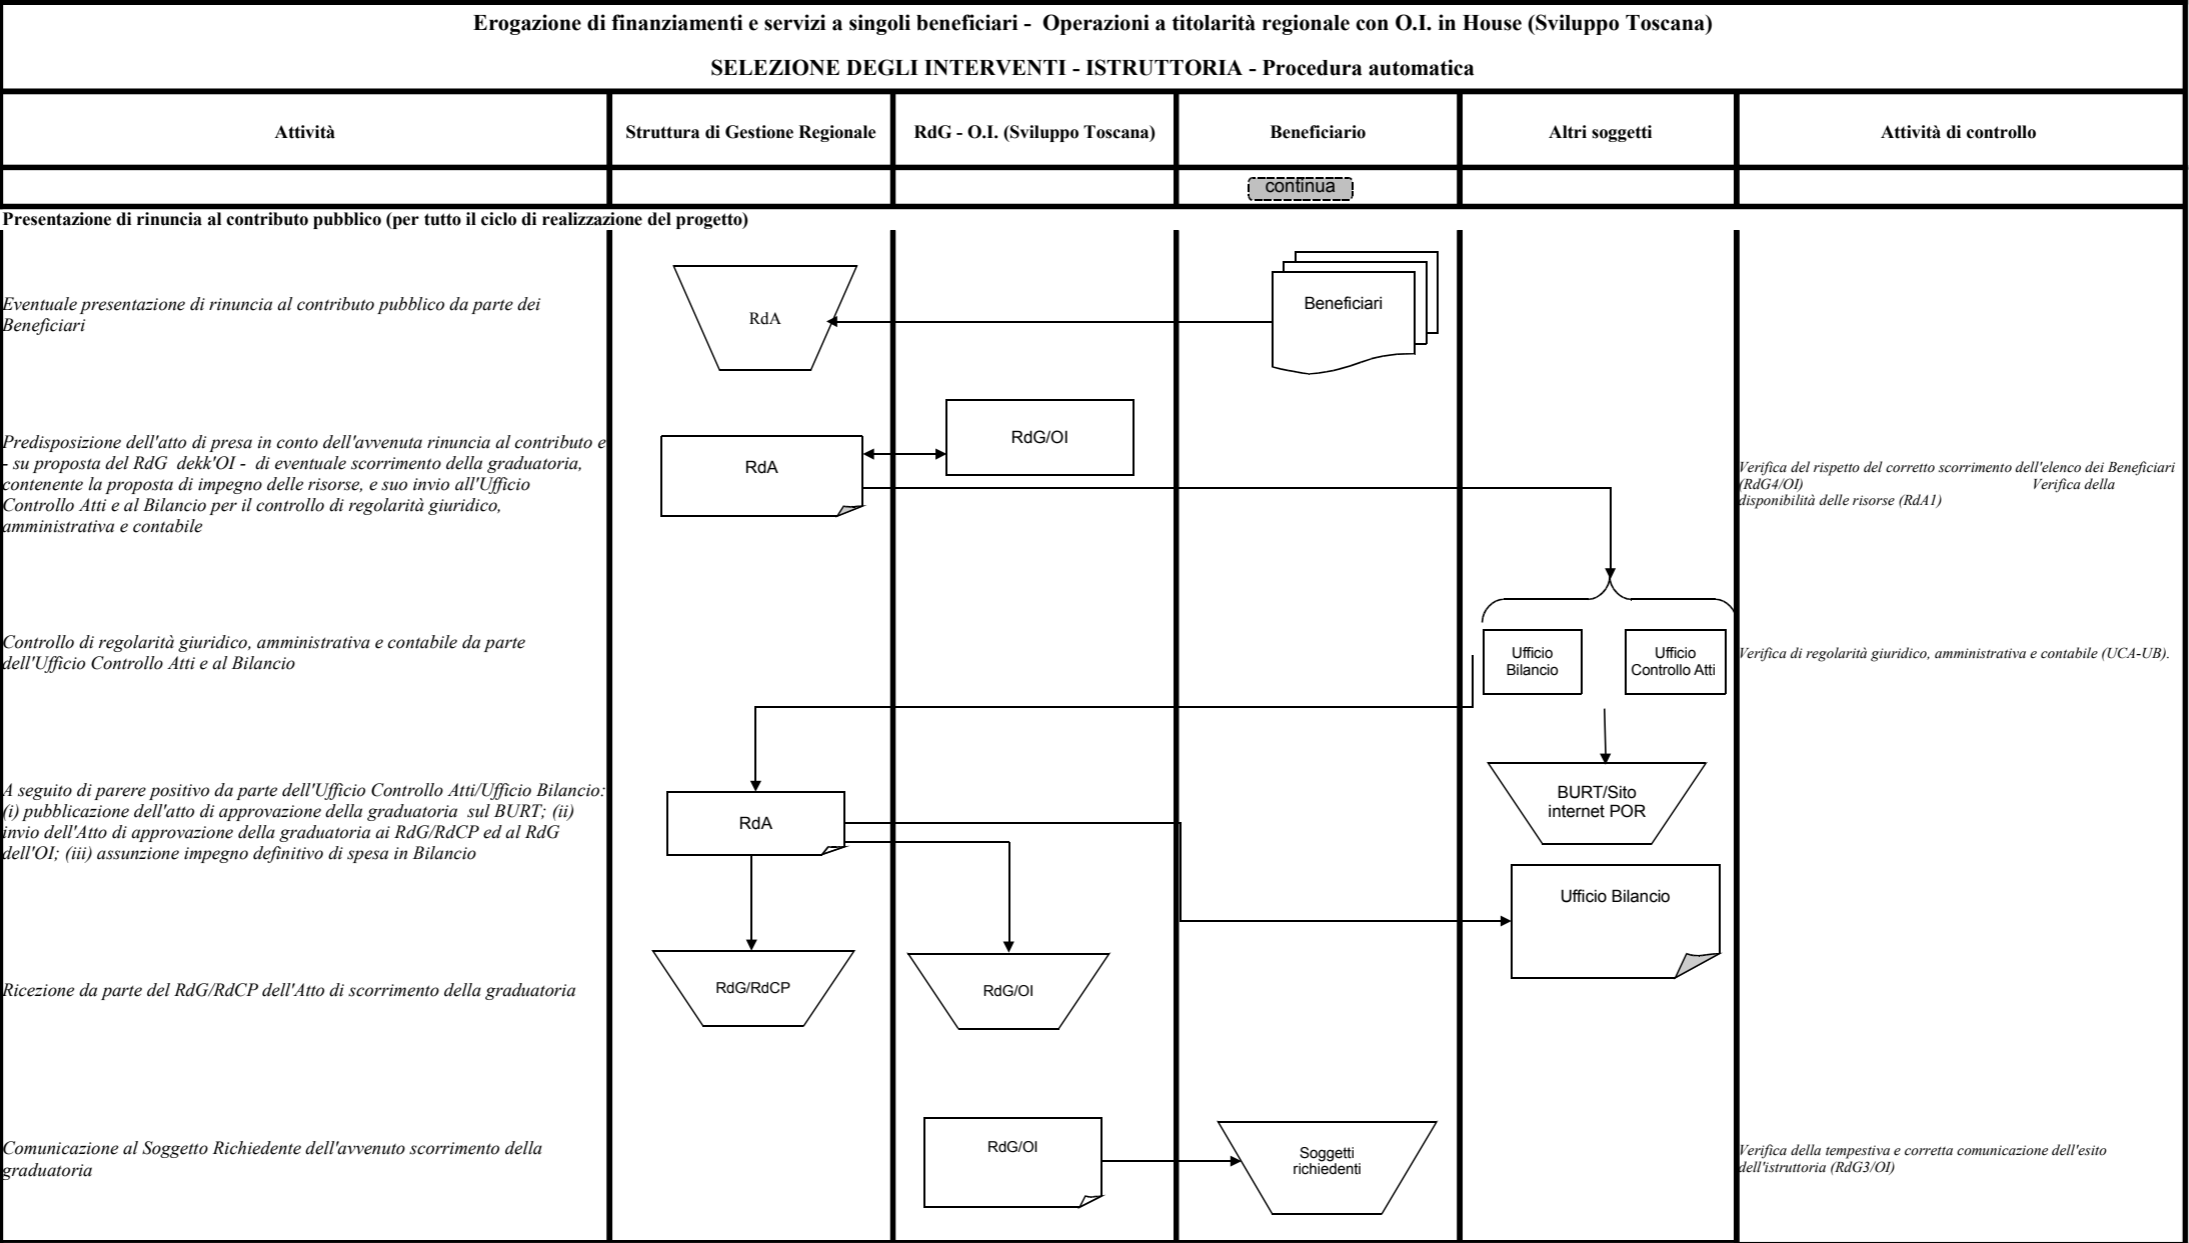 Erogazione di finanziamenti e servizi a singoli beneficiari - Operazioni a titolarità regionale con O.I. in House (Sviluppo Toscana)
SELEZIONE DEGLI INTERVENTI - ISTRUTTORIA - Procedura automatica
Attività
Struttura di Gestione Regionale
RdG - O.I. (Sviluppo Toscana)
Beneficiario
Altri soggetti
Attività di controllo
continua
Presentazione di rinuncia al contributo pubblico (per tutto il ciclo di realizzazione del progetto)
Eventuale presentazione di rinuncia al contributo pubblico da parte dei
Beneficiari
RdA
Beneficiari
Predisposizione dell'atto di presa in conto dell'avvenuta rinuncia al contributo e
- su proposta del RdG dekk'OI - di eventuale scorrimento della graduatoria,
contenente la proposta di impegno delle risorse, e suo invio all'Ufficio
Controllo Atti e al Bilancio per il controllo di regolarità giuridico,
amministrativa e contabile
RdA
RdG/OI
Verifica del rispetto del corretto scorrimento dell'elenco dei Beneficiari
(RdG4/OI) Verifica della
disponibilità delle risorse (RdA1)
Controllo di regolarità giuridico, amministrativa e contabile da parte
dell'Ufficio Controllo Atti e al Bilancio
Ufficio
Bilancio
Ufficio
Controllo Atti
Verifica di regolarità giuridico, amministrativa e contabile (UCA-UB).
A seguito di parere positivo da parte dell'Ufficio Controllo Atti/Ufficio Bilancio:
(i) pubblicazione dell'atto di approvazione della graduatoria sul BURT; (ii)
invio dell'Atto di approvazione della graduatoria ai RdG/RdCP ed al RdG
dell'OI; (iii) assunzione impegno definitivo di spesa in Bilancio
RdA
BURT/Sito
internet POR
Ufficio Bilancio
Ricezione da parte del RdG/RdCP dell'Atto di scorrimento della graduatoria
RdG/RdCP
RdG/OI
Comunicazione al Soggetto Richiedente dell'avvenuto scorrimento della
graduatoria
RdG/OI
Soggetti
richiedenti
Verifica della tempestiva e corretta comunicazione dell'esito
dell'istruttoria (RdG3/OI)